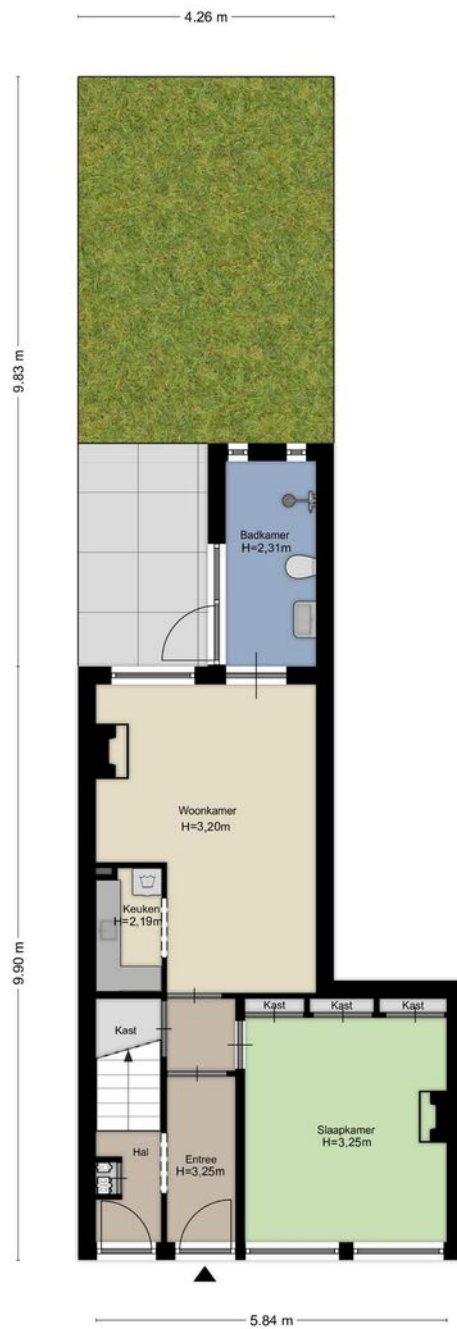 4.26 m
9.83 m
Badkamer
H=2,31m
Woonkamer
H=3,20m
Keuken
H=2,19m
9.90 m
Kast
Kast
Kast
Kast
Slaapkamer
H=3,25m
Hal
Entree
H=3,25m
5.84 m